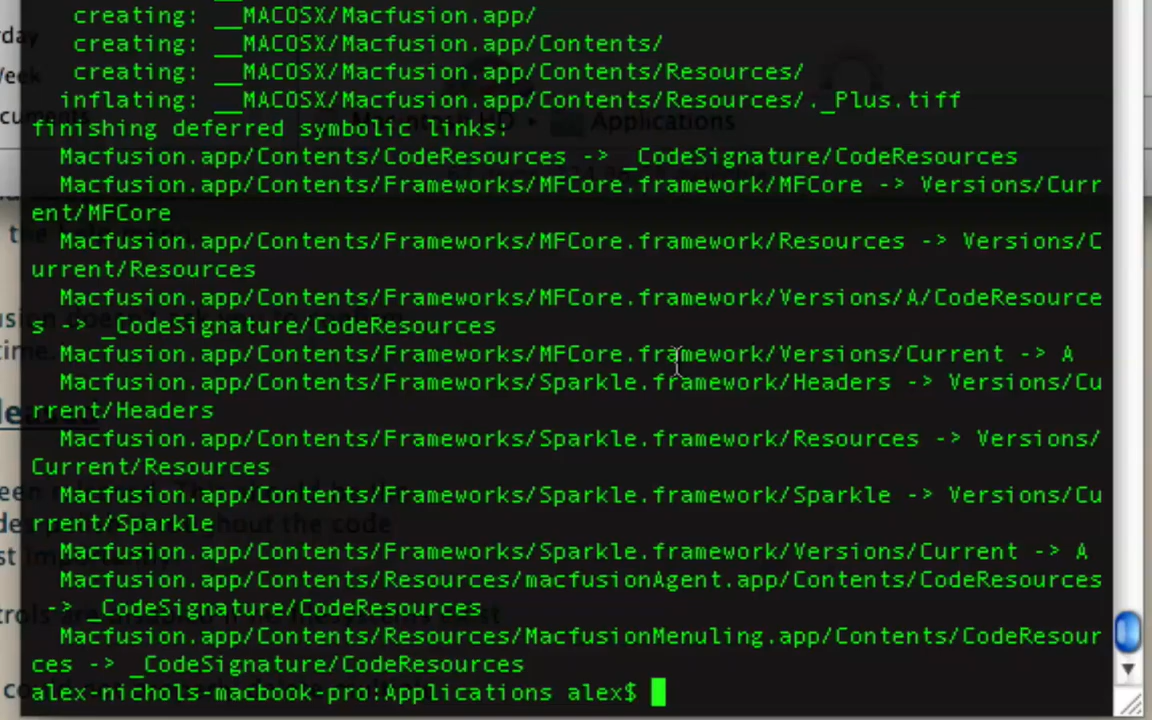 creating: __MACOSX/Macfusion.app/
creating: __MACOSX/Macfusion.app/Contents/
creating: __MACOSX/Macfusion.app/Contents/Resources/
inflating: __MACOSX/Macfusion.app/Contents/Resources/._Plus.tiff
finishing deferred symbolic links:
Macfusion.app/Contents/CodeResources -> _CodeSignature/CodeResources
Macfusion.app/Contents/Frameworks/MFCore.framework/MFCore -> Versions/Curr
ent/MFCore
Macfusion.app/Contents/Frameworks/MFCore.framework/Resources -> Versions/C
urrent/Resources
Macfusion.app/Contents/Frameworks/MFCore.framework/Versions/A/CodeResource
s -> _CodeSignature/CodeResources
Macfusion.app/Contents/Frameworks/MFCore.framework/Versions/Current -> A
Macfusion.app/Contents/Frameworks/Sparkle.framework/Headers -> Versions/Cu
rrent/Headers
Macfusion.app/Contents/Frameworks/Sparkle.framework/Resources -> Versions/
Current/Resources
Macfusion.app/Contents/Frameworks/Sparkle.framework/Sparkle -> Versions/Cu
rrent/Sparkle
Macfusion.app/Contents/Frameworks/Sparkle.framework/Versions/Current -> A
Macfusion.app/Contents/Resources/macfusionAgent.app/Contents/CodeResources
-> _CodeSignature/CodeResources
Macfusion.app/Contents/Resources/MacfusionMenuling.app/Contents/CodeResour
ces -> _CodeSignature/CodeResources
alex-nichols-macbook-pro:Applications alex$
Applications